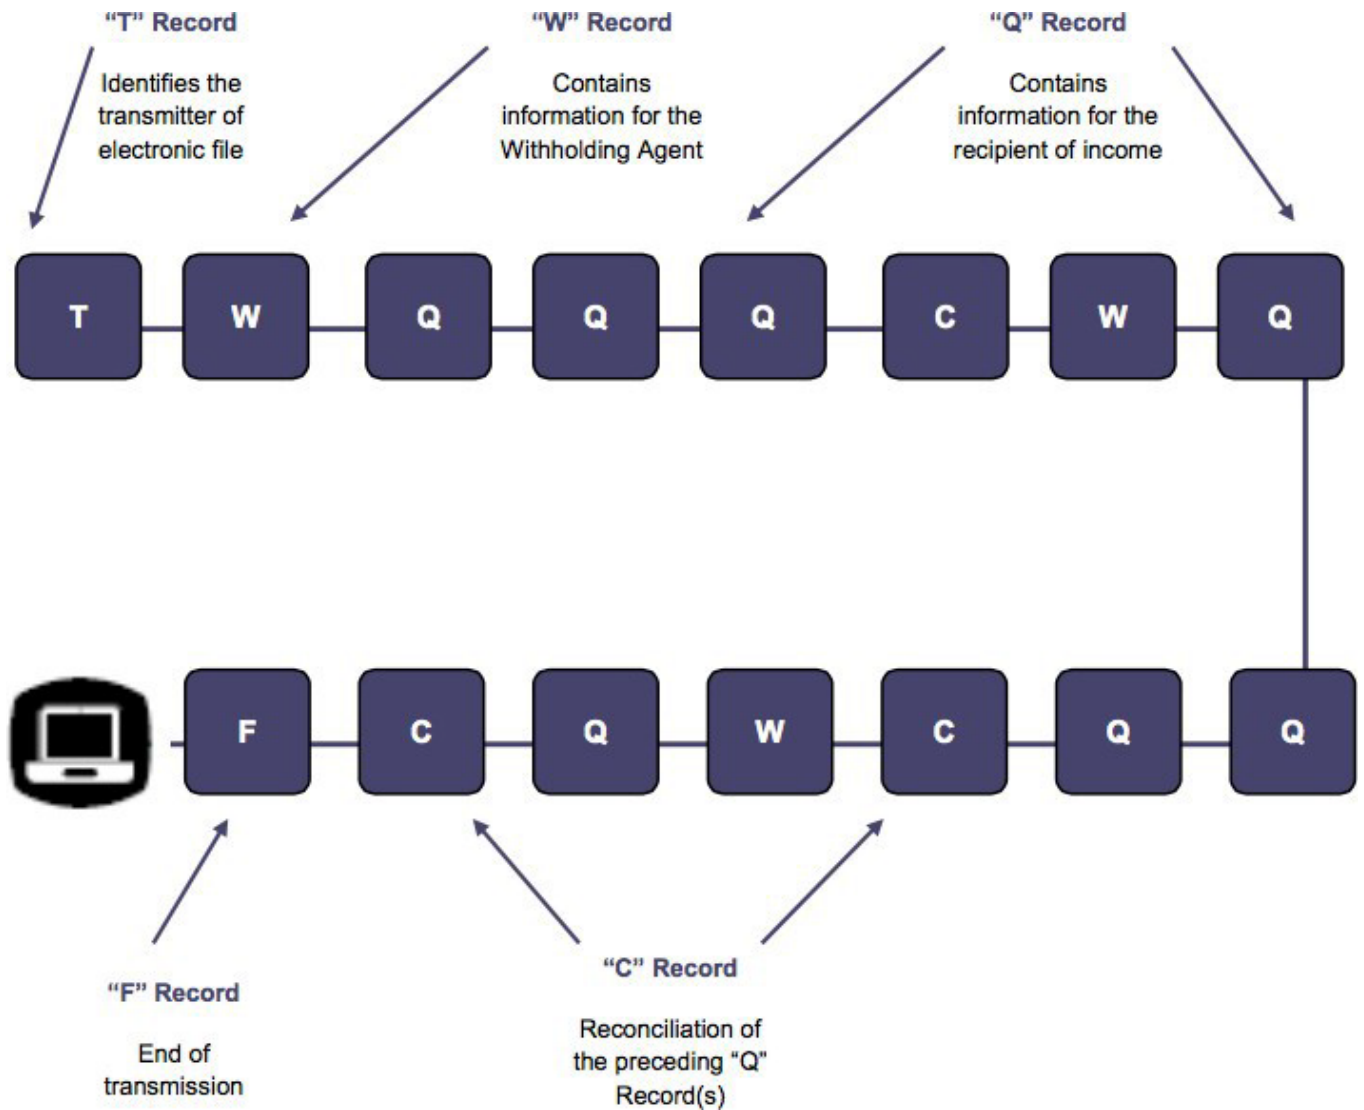 “T” Record
Identifies the
transmitter of
electronic file
“W” Record
Contains
information for the
Withholding Agent
“Q” Record
Contains
information for the
recipient of income
T
W
Q
Q
Q
C
W
Q
F
C
Q
W
C
Q
Q
“F” Record
End of
transmission
“C” Record
Reconciliation of
the preceding “Q”
Record(s)